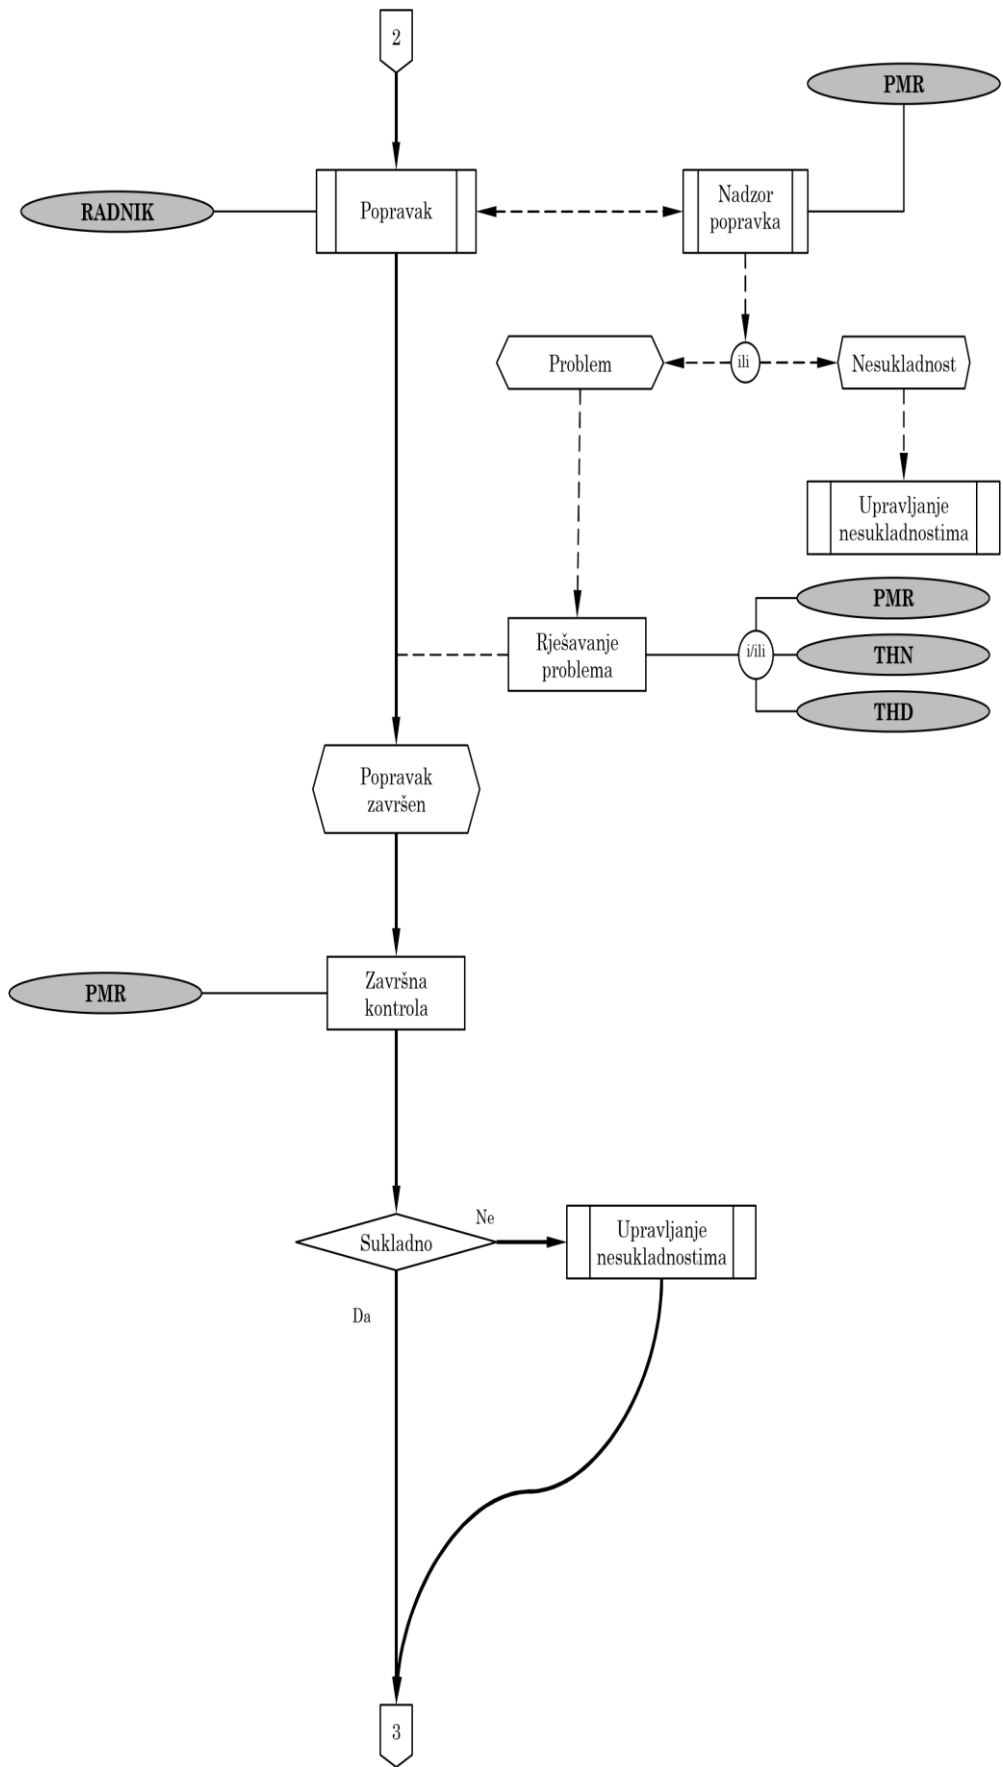 2
PMR
RADNIK
Popravak
Nadzor
popravka
Problem
ili
Nesukladnost
Upravljanje
nesukladnostima
PMR
Rješavanje
problema
i/ili
THN
THD
Popravak
završen
PMR
Završna
kontrola
Sukladno
Ne
Upravljanje
nesukladnostima
Da
3